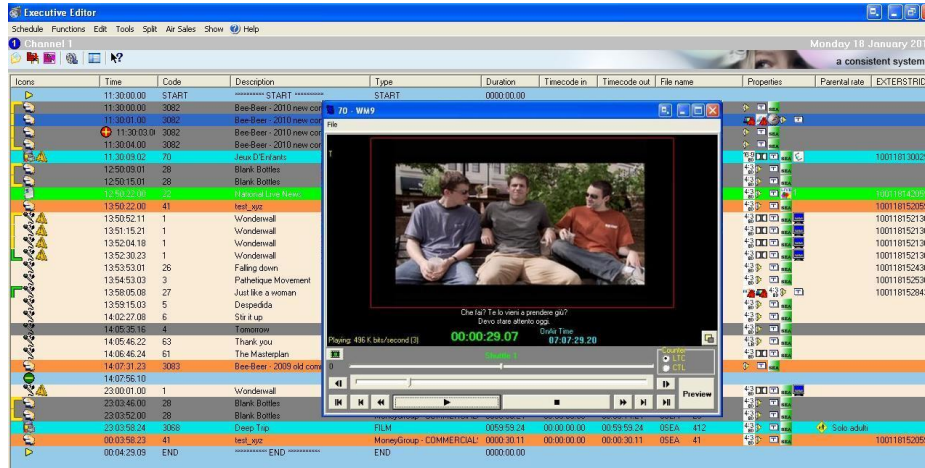 Executive Editor
Schedule Functions Edit Tools Split Air Sales Show Help
1 Channel 1 Monday 18 January 201
a consistent system
Icons Time Code Description Type Duration Timecode in Timecode out File name Properties Parental rate EXTERSTRID
11:30:00.00 START ********** START ********** START 0000:00.00
11:30:00.00 3082 Bee-Beer - 2010 new cor
11:30:01.00 3082 Bee-Beer - 2010 new cor
11:30:03.0 3082 Bee-Beer - 2010 new cor
11:30:04.00 3082 Bee-Beer - 2010 new cor
11:30:09.02 70 Jeux D'Enfants
12:50:09.01 28 Blank Bottles
12:50:15.01 28 Blank Bottles
12:50:22.00 22 National Live New
13:50:22.00 41 test_xyz
13:50:52.11 1 Wonderwall
13:51:15.21 1 Wonderwall
13:52:04.18 1 Wonderwall
13:52:30.23 1 Wonderwall
13:53:53.01 26 Falling down
13:54:53.03 3 Pathetique Movement
13:58:05.08 27 Just like a woman
13:59:15.03 5 Despedida
14:02:27.08 6 Stir it up
14:05:35.16 4 Tomorrow
14:05:46.22 63 Thank you
14:06:46.24 61 The Masterplan
14:07:31.23 3083 Bee-Beer - 2009 old com
14:07:56.10
23:00:01.00 1 Wonderwall
23:03:46.00 28 Blank Bottles
23:03:52.00 28 Blank Bottles
23:03:58.24 3068 Deep Trip FILM 0059:59.24 00:00:00.00 00:59:59.24 0SEA 412 Solo adulti
00:03:58.23 41 test_xyz MoneyGroup - COMMERCIAL 0000:30.11 00:00:00.00 00:00:30.11 0SEA 41
00:04:29.09 END ********** END ********** END 0000:00.00
70 - WM9
File
T
Che fai? Te lo vieni a prendere giù?
Devo stare attento oggi.
Playing: 496 K bits/second (3) 00:00:29.07 OnAir Time 07:07:29.20
Shuttle 1
0
Counter
LTC
CTL
Preview